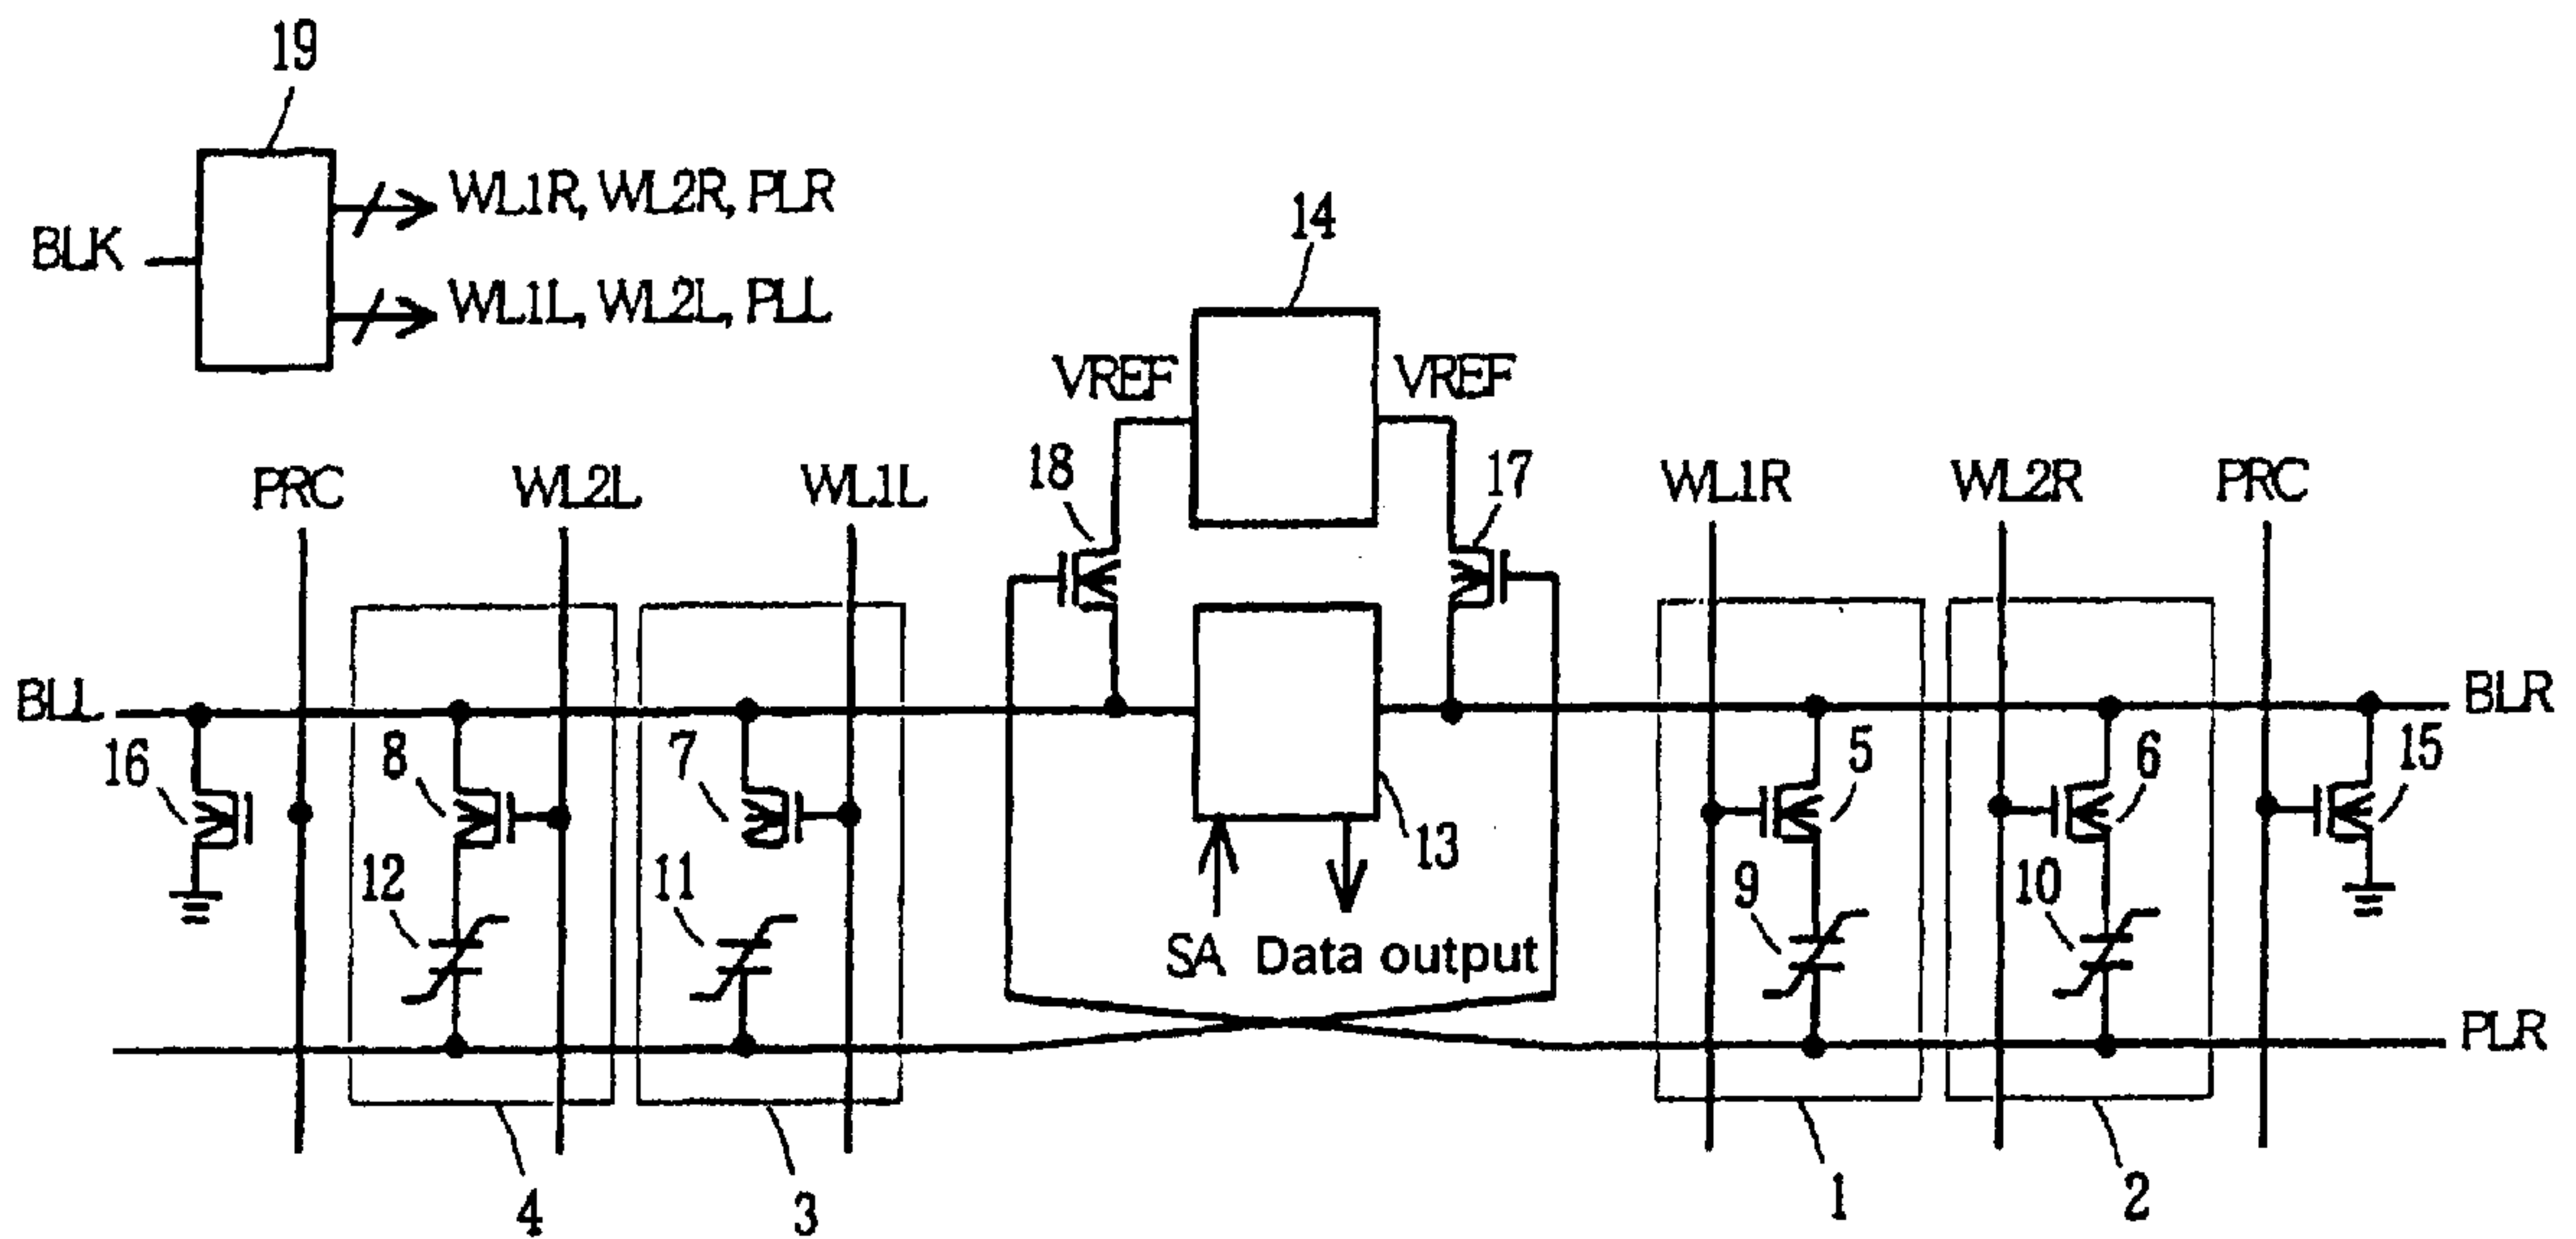 19
WL1R, WL2R, PLR
BLK
WL1L, WL2L, PLL
14
VREF VREF
18 17
PRC WL2L WL1L WL1R WL2R PRC
BLL BLR
16 8 7 5 6 15
12 11 13 9 10
SA Data output
PLR
4 3 1 2